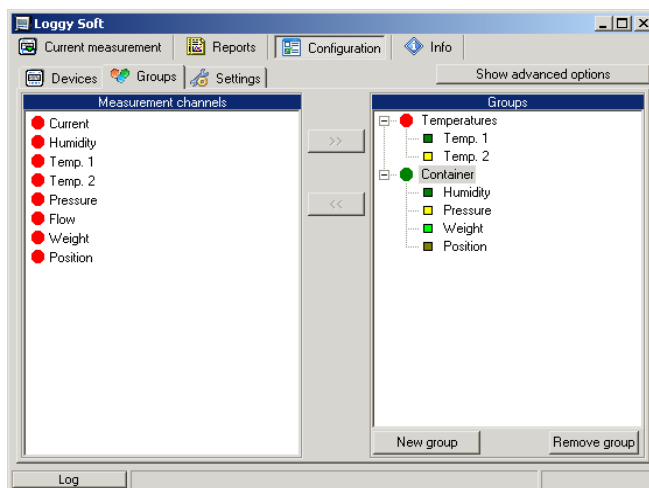 Loggy Soft
Current measurement Reports Configuration Info
Devices Groups Settings Show advanced options
Measurement channels
Current
Humidity
Temp. 1
Temp. 2
Pressure
Flow
Weight
Position
>>
<<
Groups
Temperatures
Temp. 1
Temp. 2
Container
Humidity
Pressure
Weight
Position
New group Remove group
Log